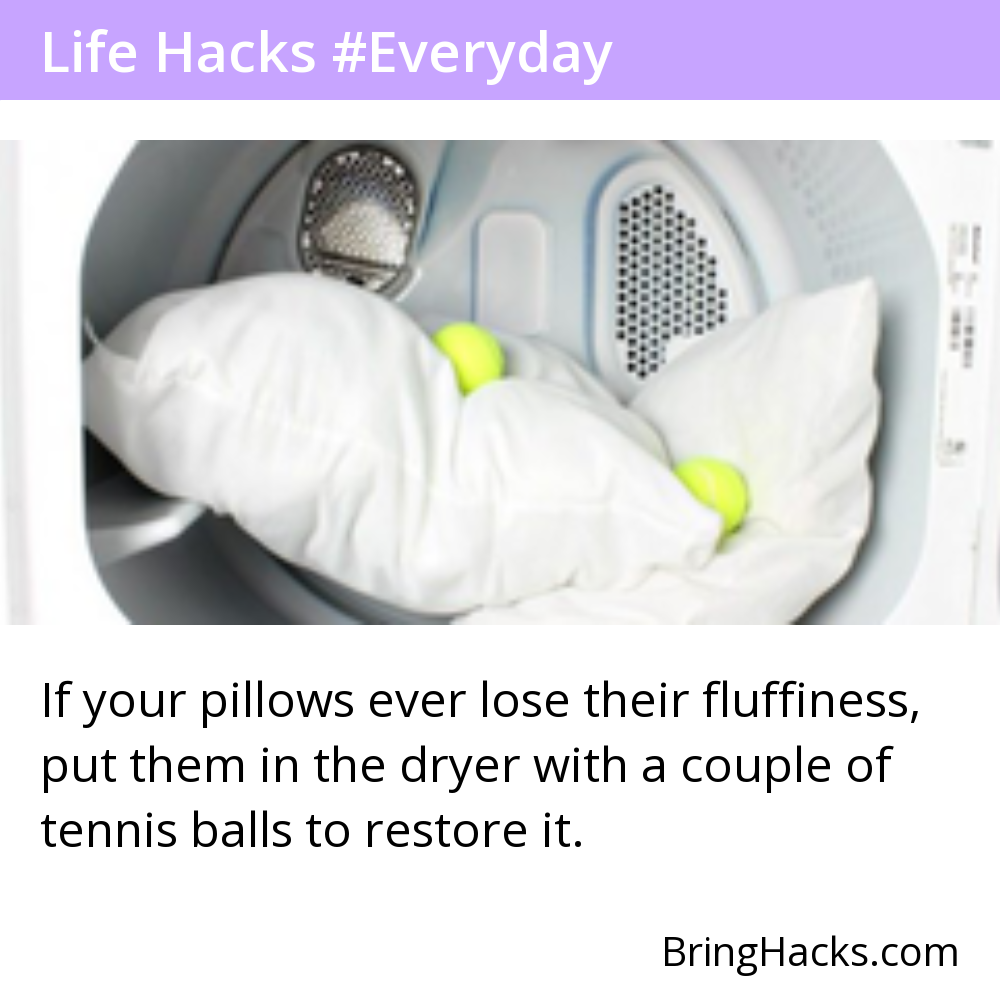 Life Hacks #Everyday
If your pillows ever lose their fluffiness,
put them in the dryer with a couple of
tennis balls to restore it.
BringHacks.com